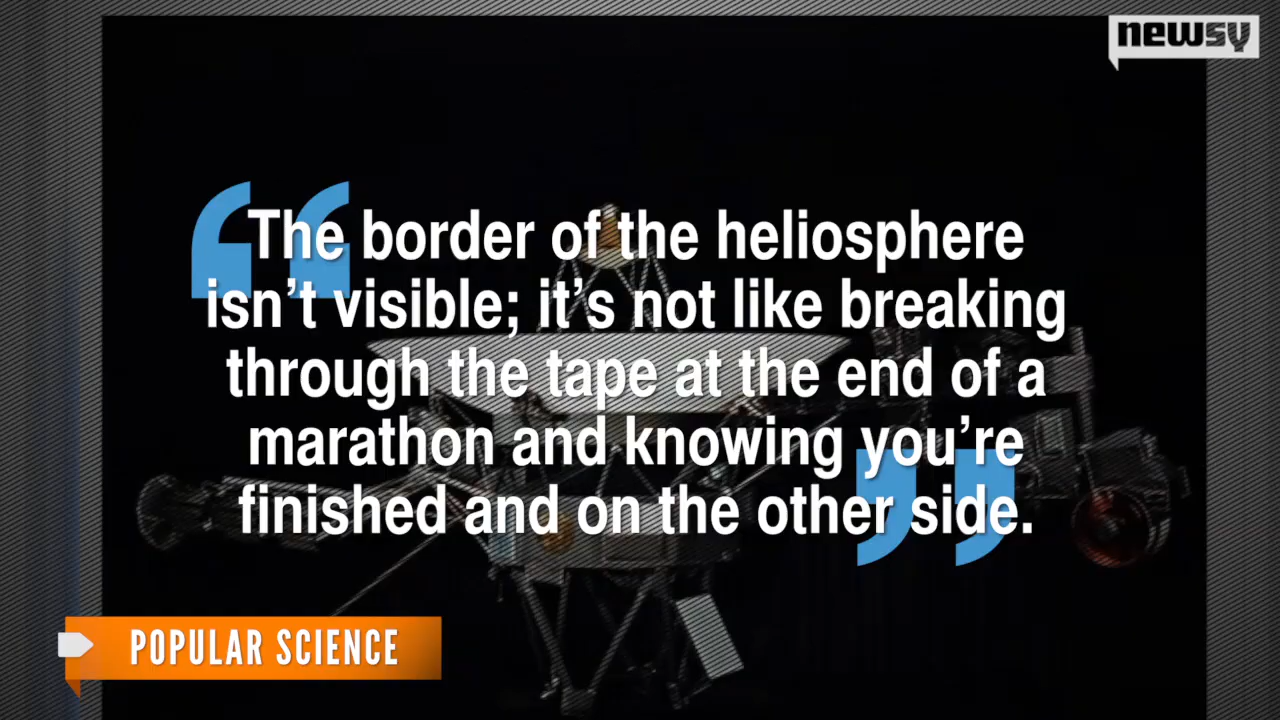 newsy
“The border of the heliosphere
isn’t visible; it’s not like breaking
through the tape at the end of a
marathon and knowing you’re
finished and on the other side.”
POPULAR SCIENCE